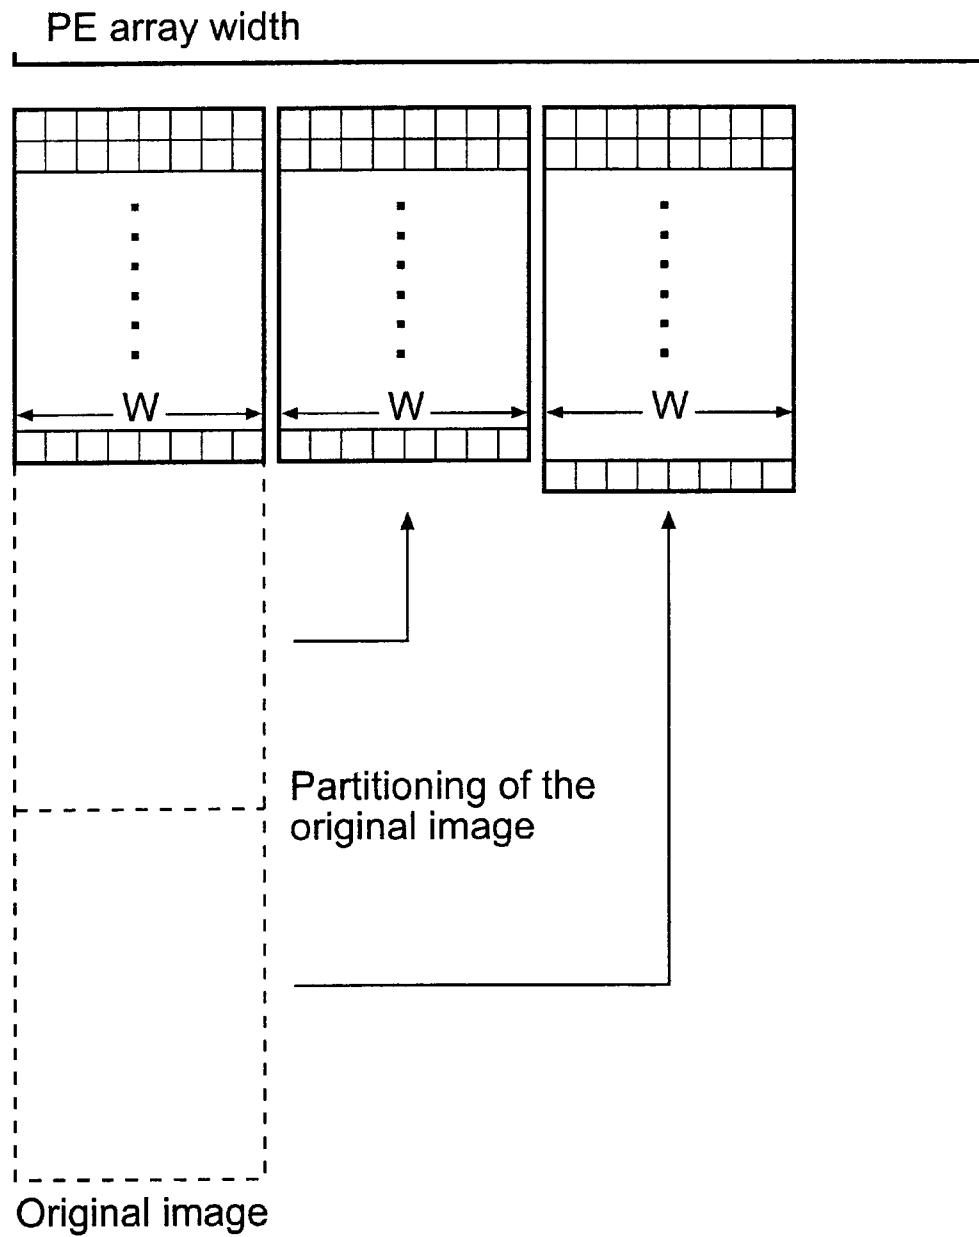 PE array width
W
W
W
Partitioning of the
original image
Original image